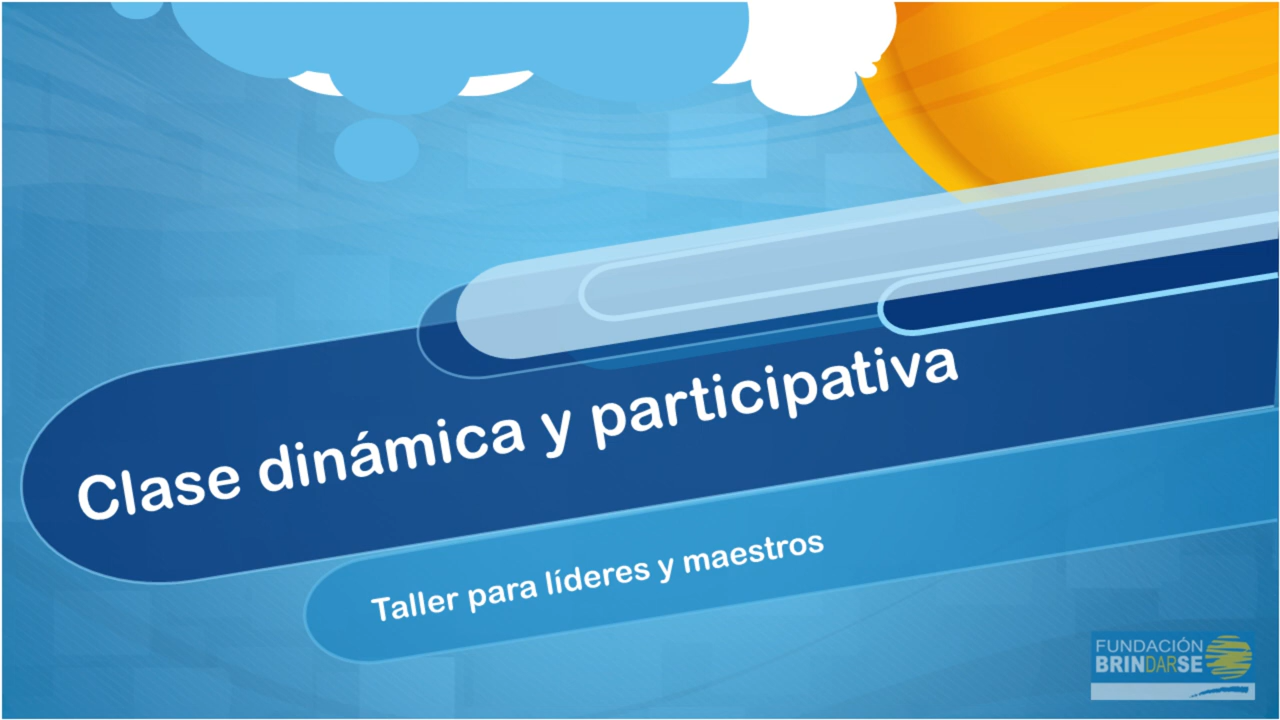 Clase dinámica y participativa
Taller para líderes y maestros
FUNDACIÓN
BRINDARSE